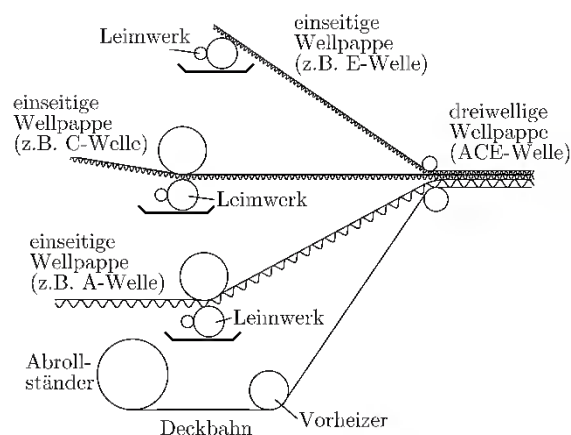 Leimwerk
einseitige
Wellpappe
(z.B. E-Welle)
einseitige
Wellpappe
(z.B. C-Welle)
dreiwellige
Wellpappe
(ACE-Welle)
Leimwerk
einseitige
Wellpappe
(z.B. A-Welle)
Leimwerk
Abroll-
ständer
Deckbahn
Vorheizer